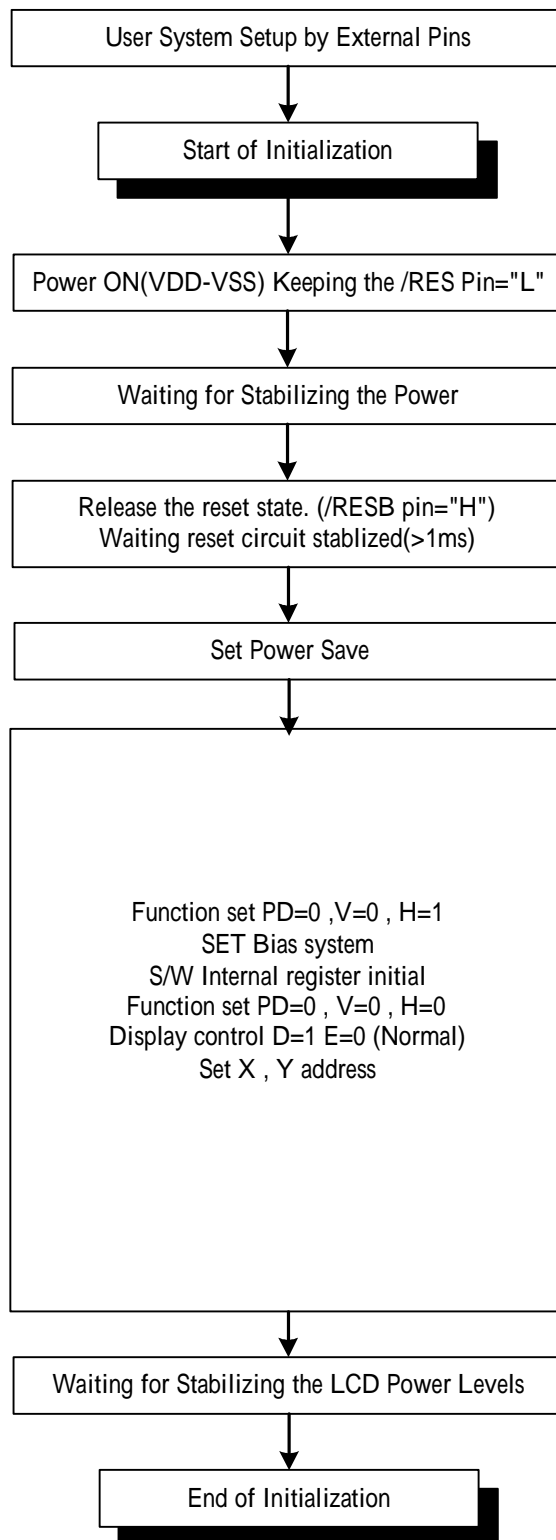 User System Setup by External Pins
Start of Initialization
Power ON(VDD-VSS) Keeping the /RES Pin="L"
Waiting for Stabilizing the Power
Release the reset state. (/RESB pin="H")
Waiting reset circuit stablized(>1ms)
Set Power Save
Function set PD=0 ,V=0 , H=1
SET Bias system
S/W Internal register initial
Function set PD=0 , V=0 , H=0
Display control D=1 E=0 (Normal)
Set X , Y address
Waiting for Stabilizing the LCD Power Levels
End of Initialization